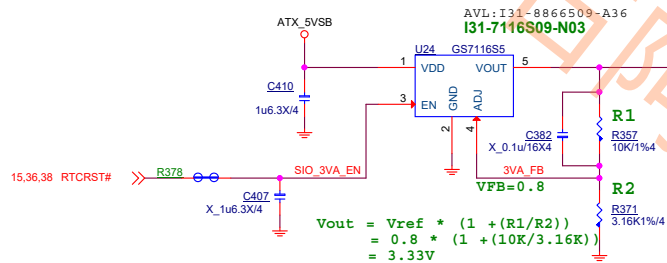 AVL:I31-8866509-A36
I31-7116S09-N03
ATX_5VSB
U24
GS7116S5
1
VDD
VOUT
5
C410
1u6.3X/4
3
EN
GND
ADJ
2
4
R1
C382
X_0.1u/16X4
R357
10K/1%4
15,36,38 RTCRST#
R378
SIO_3VA_EN
3VA_FB
VFB=0.8
R2
C407
X_1u6.3X/4
R371
3.16K1%/4
Vout = Vref * (1 +(R1/R2))
= 0.8 * (1 +(10K/3.16K))
= 3.33V